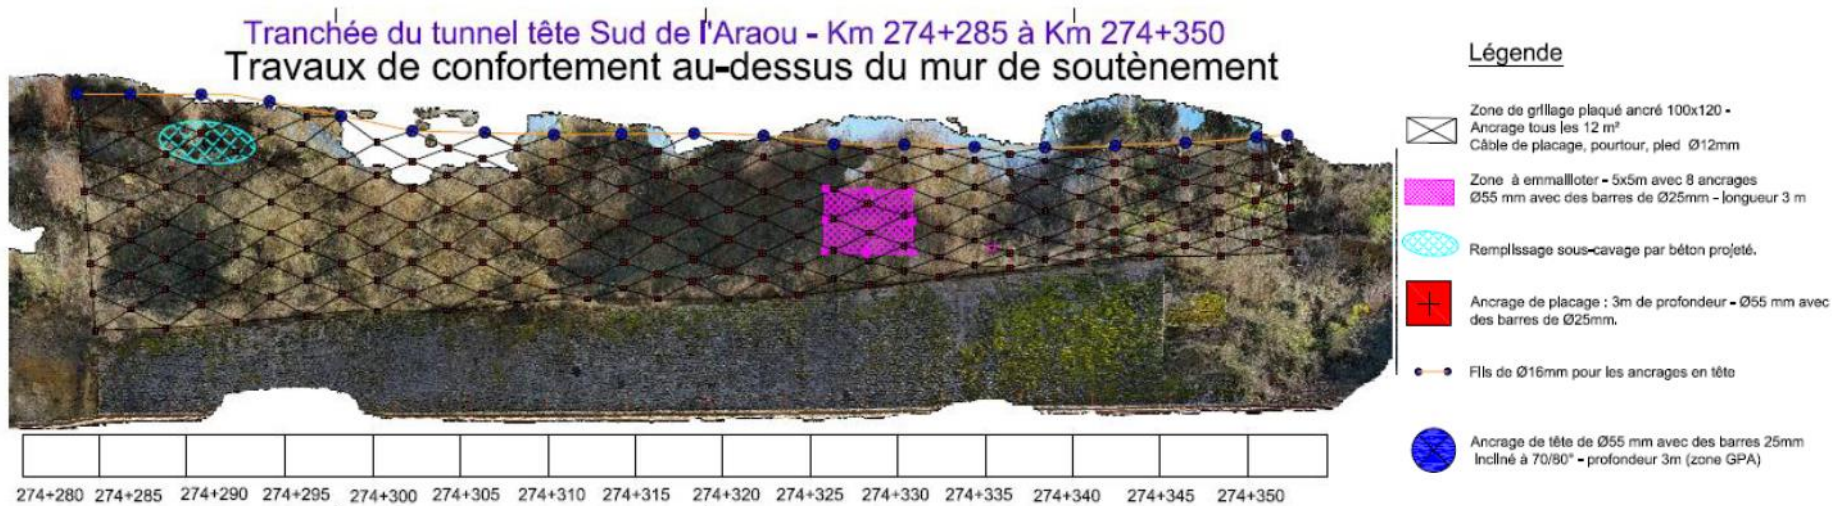 Tranchée du tunnel tête Sud de l'Araou - Km 274+285 à Km 274+350
Travaux de confortement au-dessus du mur de soutènement
Légende
Zone de grillage plaqué ancré 100x120 -
Ancrage tous les 12 m²
Câble de placage, pourtour, pied Ø12mm
Zone à emmailloter - 5x5m avec 8 ancrages
Ø55 mm avec des barres de Ø25mm - longueur 3 m
Remplissage sous-cavage par béton projeté.
Ancrage de placage : 3m de profondeur - Ø55 mm avec
des barres de Ø25mm.
Fils de Ø16mm pour les ancrages en tête
Ancrage de tête de Ø55 mm avec des barres 25mm
Incliné à 70/80° - profondeur 3m (zone GPA)
274+280 274+285 274+290 274+295 274+300 274+305 274+310 274+315 274+320 274+325 274+330 274+335 274+340 274+345 274+350